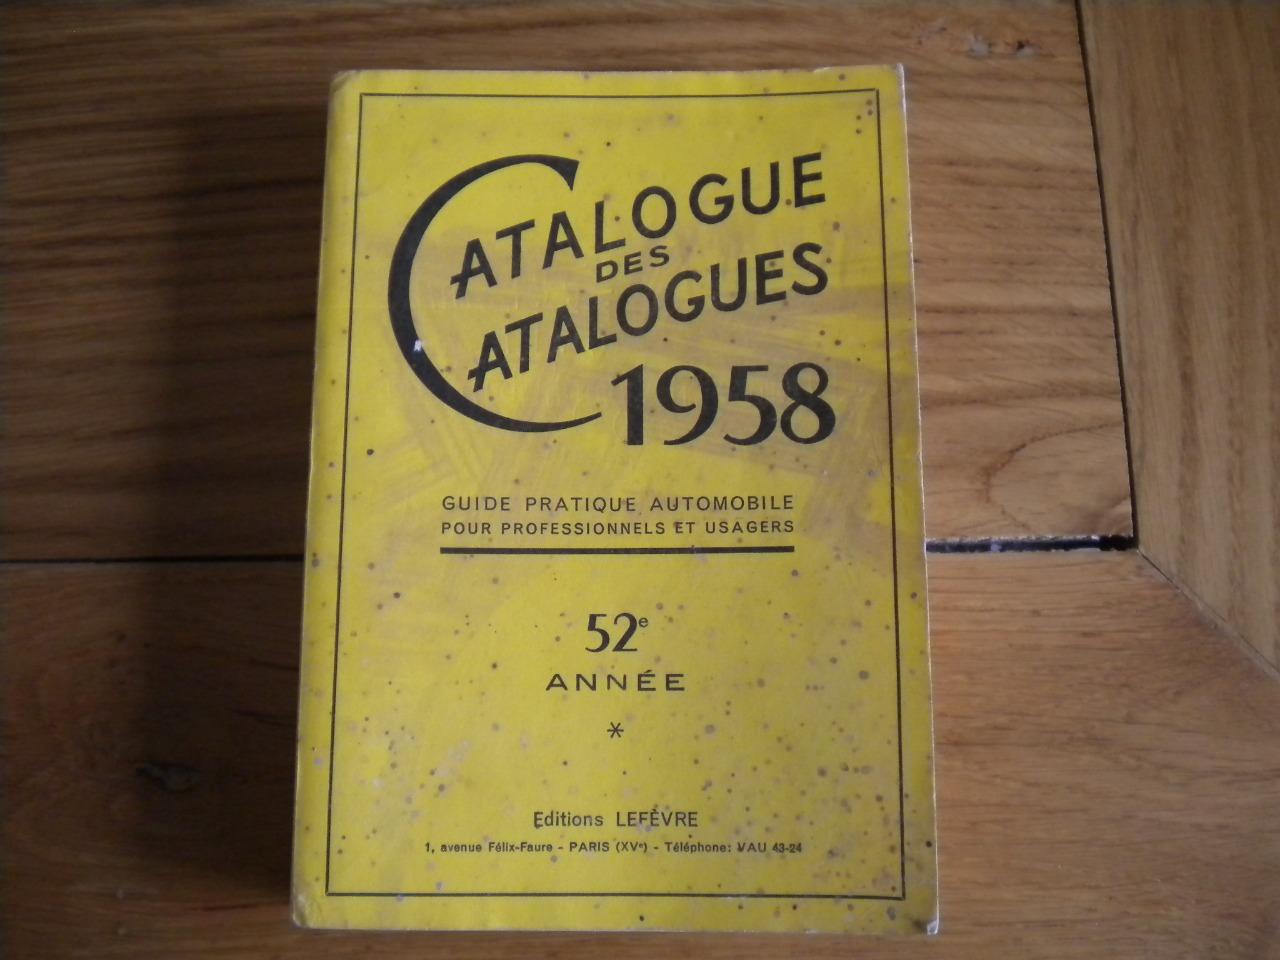 CATALOGUE
DES
CATALOGUES
1958
GUIDE PRATIQUE AUTOMOBILE
POUR PROFESSIONNELS ET USAGERS
52e
ANNÉE
*
Editions LEFÈVRE
1, avenue Félix-Faure - PARIS (XVe) - Téléphone: VAU 43-24